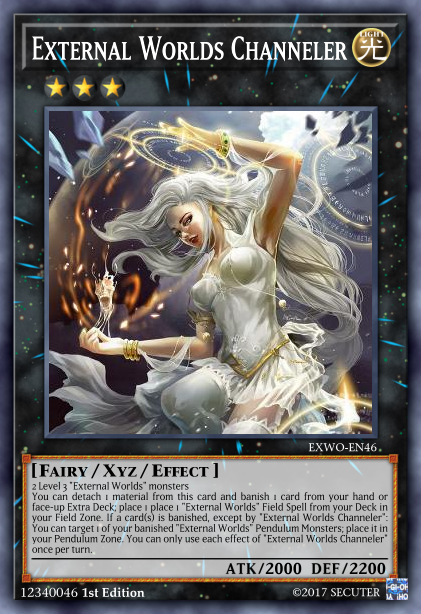 EXTERNAL WORLDS CHANNELER
LIGHT
光
EXWO-EN46
[FAIRY / XYZ / EFFECT ]
2 Level 3 "External Worlds" monsters
You can detach 1 material from this card and banish 1 card from your hand or
face-up Extra Deck; place 1 place 1 "External Worlds" Field Spell from your Deck in
your Field Zone. If a card(s) is banished, except by "External Worlds Channeler":
You can target 1 of your banished "External Worlds" Pendulum Monsters; place it in
your Pendulum Zone. You can only use each effect of "External Worlds Channeler"
once per turn.
ATK/2000 DEF/2200
12340046 1st Edition
©2017 SECUTER